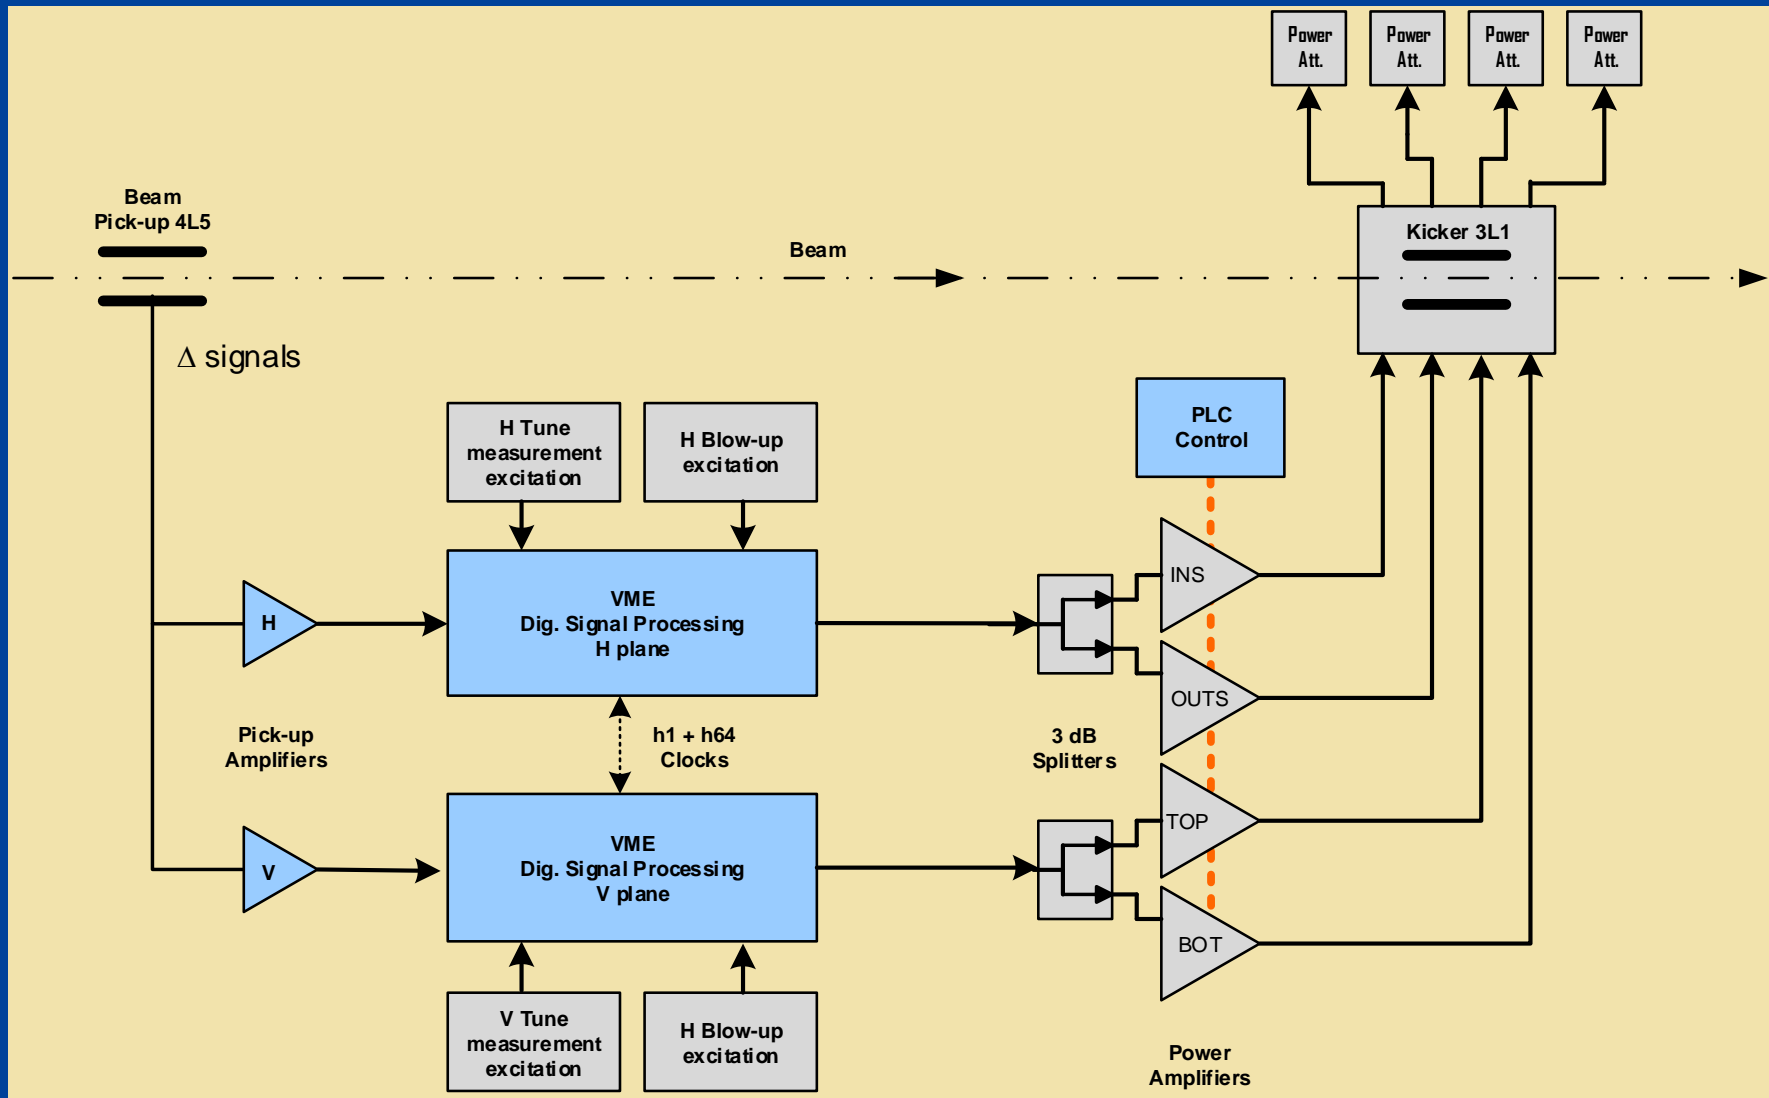 Power
Att.
Power
Att.
Power
Att.
Power
Att.
Beam
Pick-up 4L5
Beam
Kicker 3L1
Δ signals
H Tune
measurement
excitation
H Blow-up
excitation
PLC
Control
INS
H
VME
Dig. Signal Processing
H plane
OUTS
Pick-up
Amplifiers
h1 + h64
Clocks
3 dB
Splitters
TOP
V
VME
Dig. Signal Processing
V plane
BOT
V Tune
measurement
excitation
H Blow-up
excitation
Power
Amplifiers